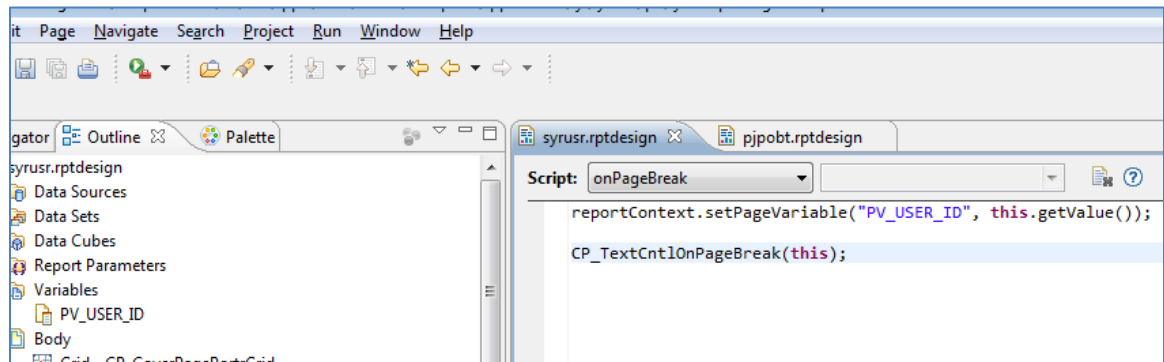 it Page Navigate Search Project Run Window Help
gator Outline Palette
syrusr.rptdesign pjpobt.rptdesign
syrusr.rptdesign
Data Sources
Data Sets
Data Cubes
Report Parameters
Variables
PV_USER_ID
Body
Script: onPageBreak
reportContext.setPageVariable("PV_USER_ID", this.getValue());
CP_TextCntlOnPageBreak(this);